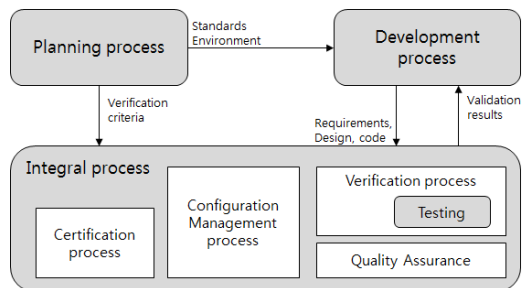 Planning process
Standards
Environment
Development
process
Verification
criteria
Requirements,
Design, code
Validation
results
Integral process
Certification
process
Configuration
Management
process
Verification process
Testing
Quality Assurance